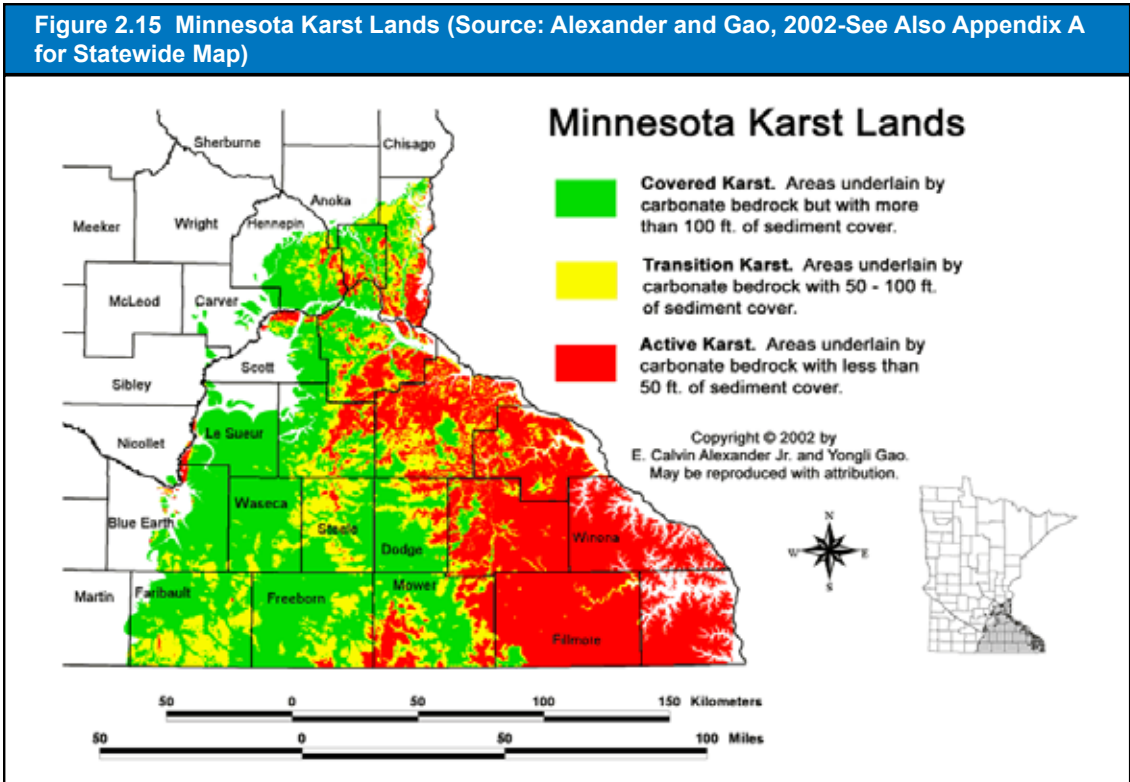 Figure 2.15 Minnesota Karst Lands (Source: Alexander and Gao, 2002-See Also Appendix A
for Statewide Map)
Minnesota Karst Lands
Covered Karst. Areas underlain by
carbonate bedrock but with more
than 100 ft. of sediment cover.
Transition Karst. Areas underlain by
carbonate bedrock with 50 - 100 ft.
of sediment cover.
Active Karst. Areas underlain by
carbonate bedrock with less than
50 ft. of sediment cover.
Copyright © 2002 by
E. Calvin Alexander Jr. and Yongli Gao.
May be reproduced with attribution.
N
W E
S
Sherburne
Chisago
Anoka
Meeker
Wright
Hennepin
McLeod
Carver
Scott
Sibley
Nicollet
Le Sueur
Waseca
Blue Earth
Steele
Dodge
Winona
Martin
Faribault
Freeborn
Mower
Fillmore
50 0 50 100 150 Kilometers
50 0 50 100 Miles